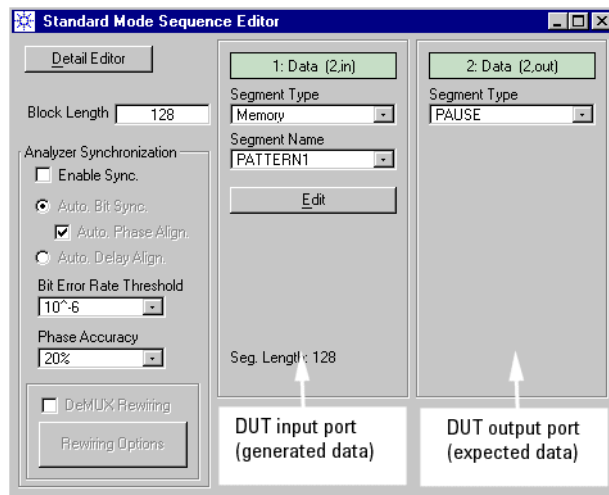 Standard Mode Sequence Editor
Detail Editor
Block Length 128
Analyzer Synchronization
Enable Sync.
Auto. Bit Sync.
Auto. Phase Align.
Auto. Delay Align.
Bit Error Rate Threshold
10^-6
Phase Accuracy
20%
DeMUX Rewiring
Rewiring Options
1: Data (2,in)
Segment Type
Memory
Segment Name
PATTERN1
Edit
Seg. Length: 128
DUT input port
(generated data)
2: Data (2,out)
Segment Type
PAUSE
DUT output port
(expected data)